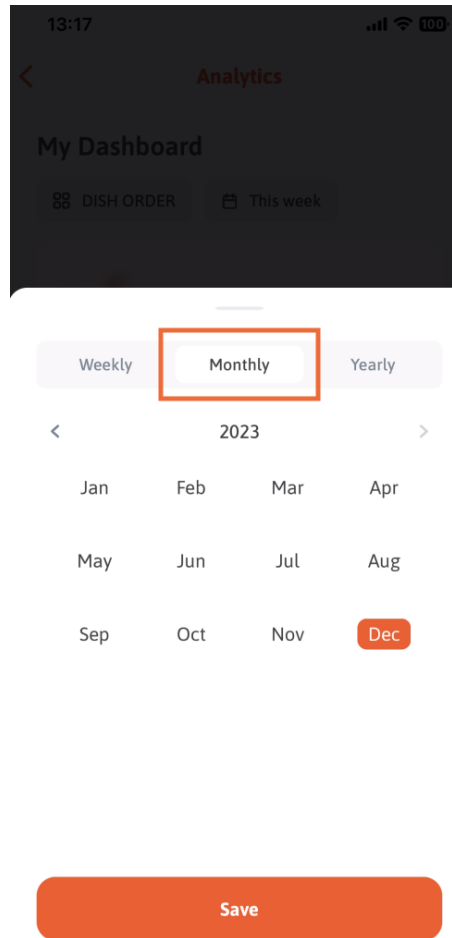 13:17 100
Analytics
My Dashboard
DISH ORDER This week
Weekly Monthly Yearly
< 2023 >
Jan Feb Mar Apr
May Jun Jul Aug
Sep Oct Nov Dec
Save